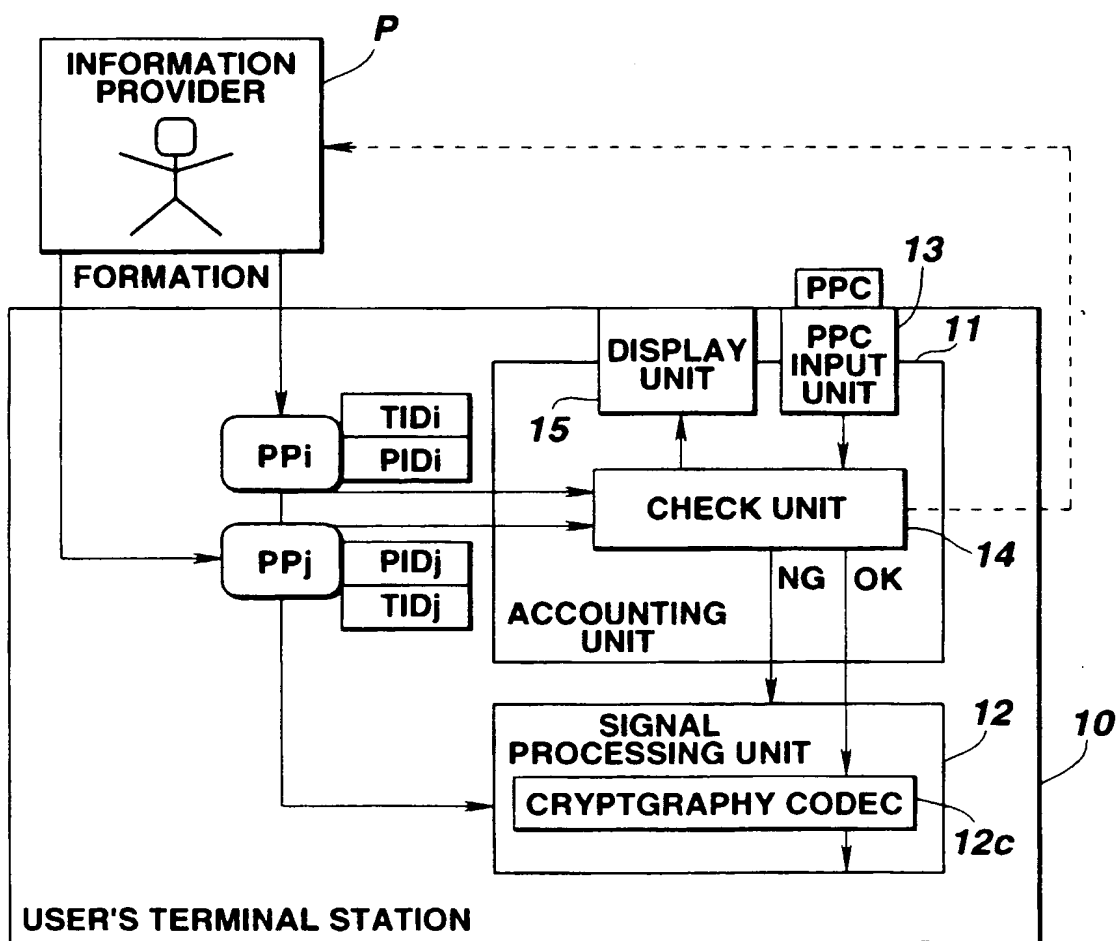 P
INFORMATION
PROVIDER
FORMATION
13
PPC
11
DISPLAY
UNIT
PPC
INPUT
UNIT
15
TIDi
PPi
PIDi
CHECK UNIT
14
PPj
PIDj
TIDj
NG
OK
ACCOUNTING
UNIT
12
10
SIGNAL
PROCESSING UNIT
CRYPTGRAPHY CODEC
12c
USER'S TERMINAL STATION